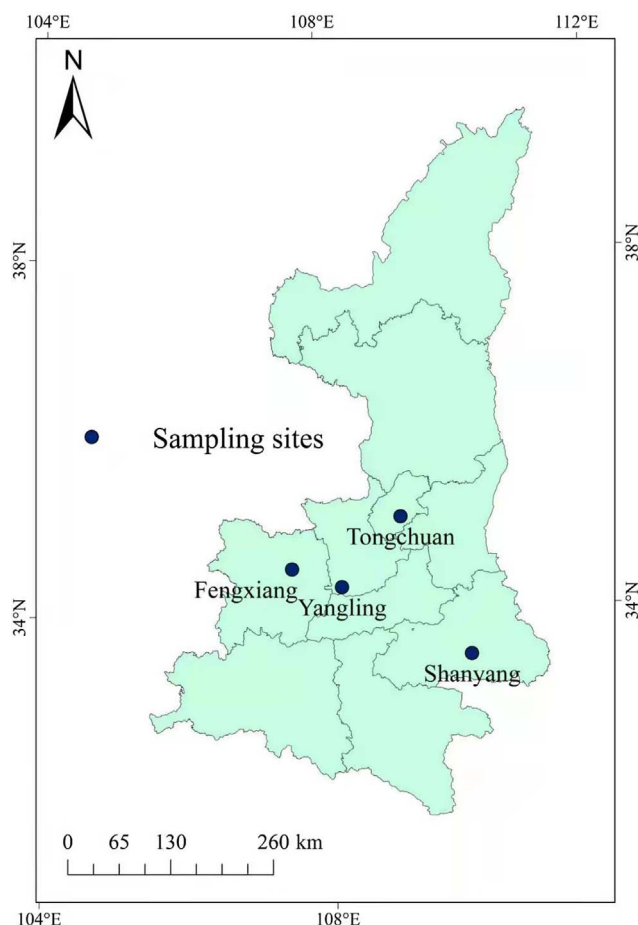 104°E 108°E 112°E
N
38°N 38°N
Sampling sites
Tongchuan
Fengxiang
Yangling
34°N 34°N
Shanyang
0 65 130 260 km
104°E 108°E 112°E